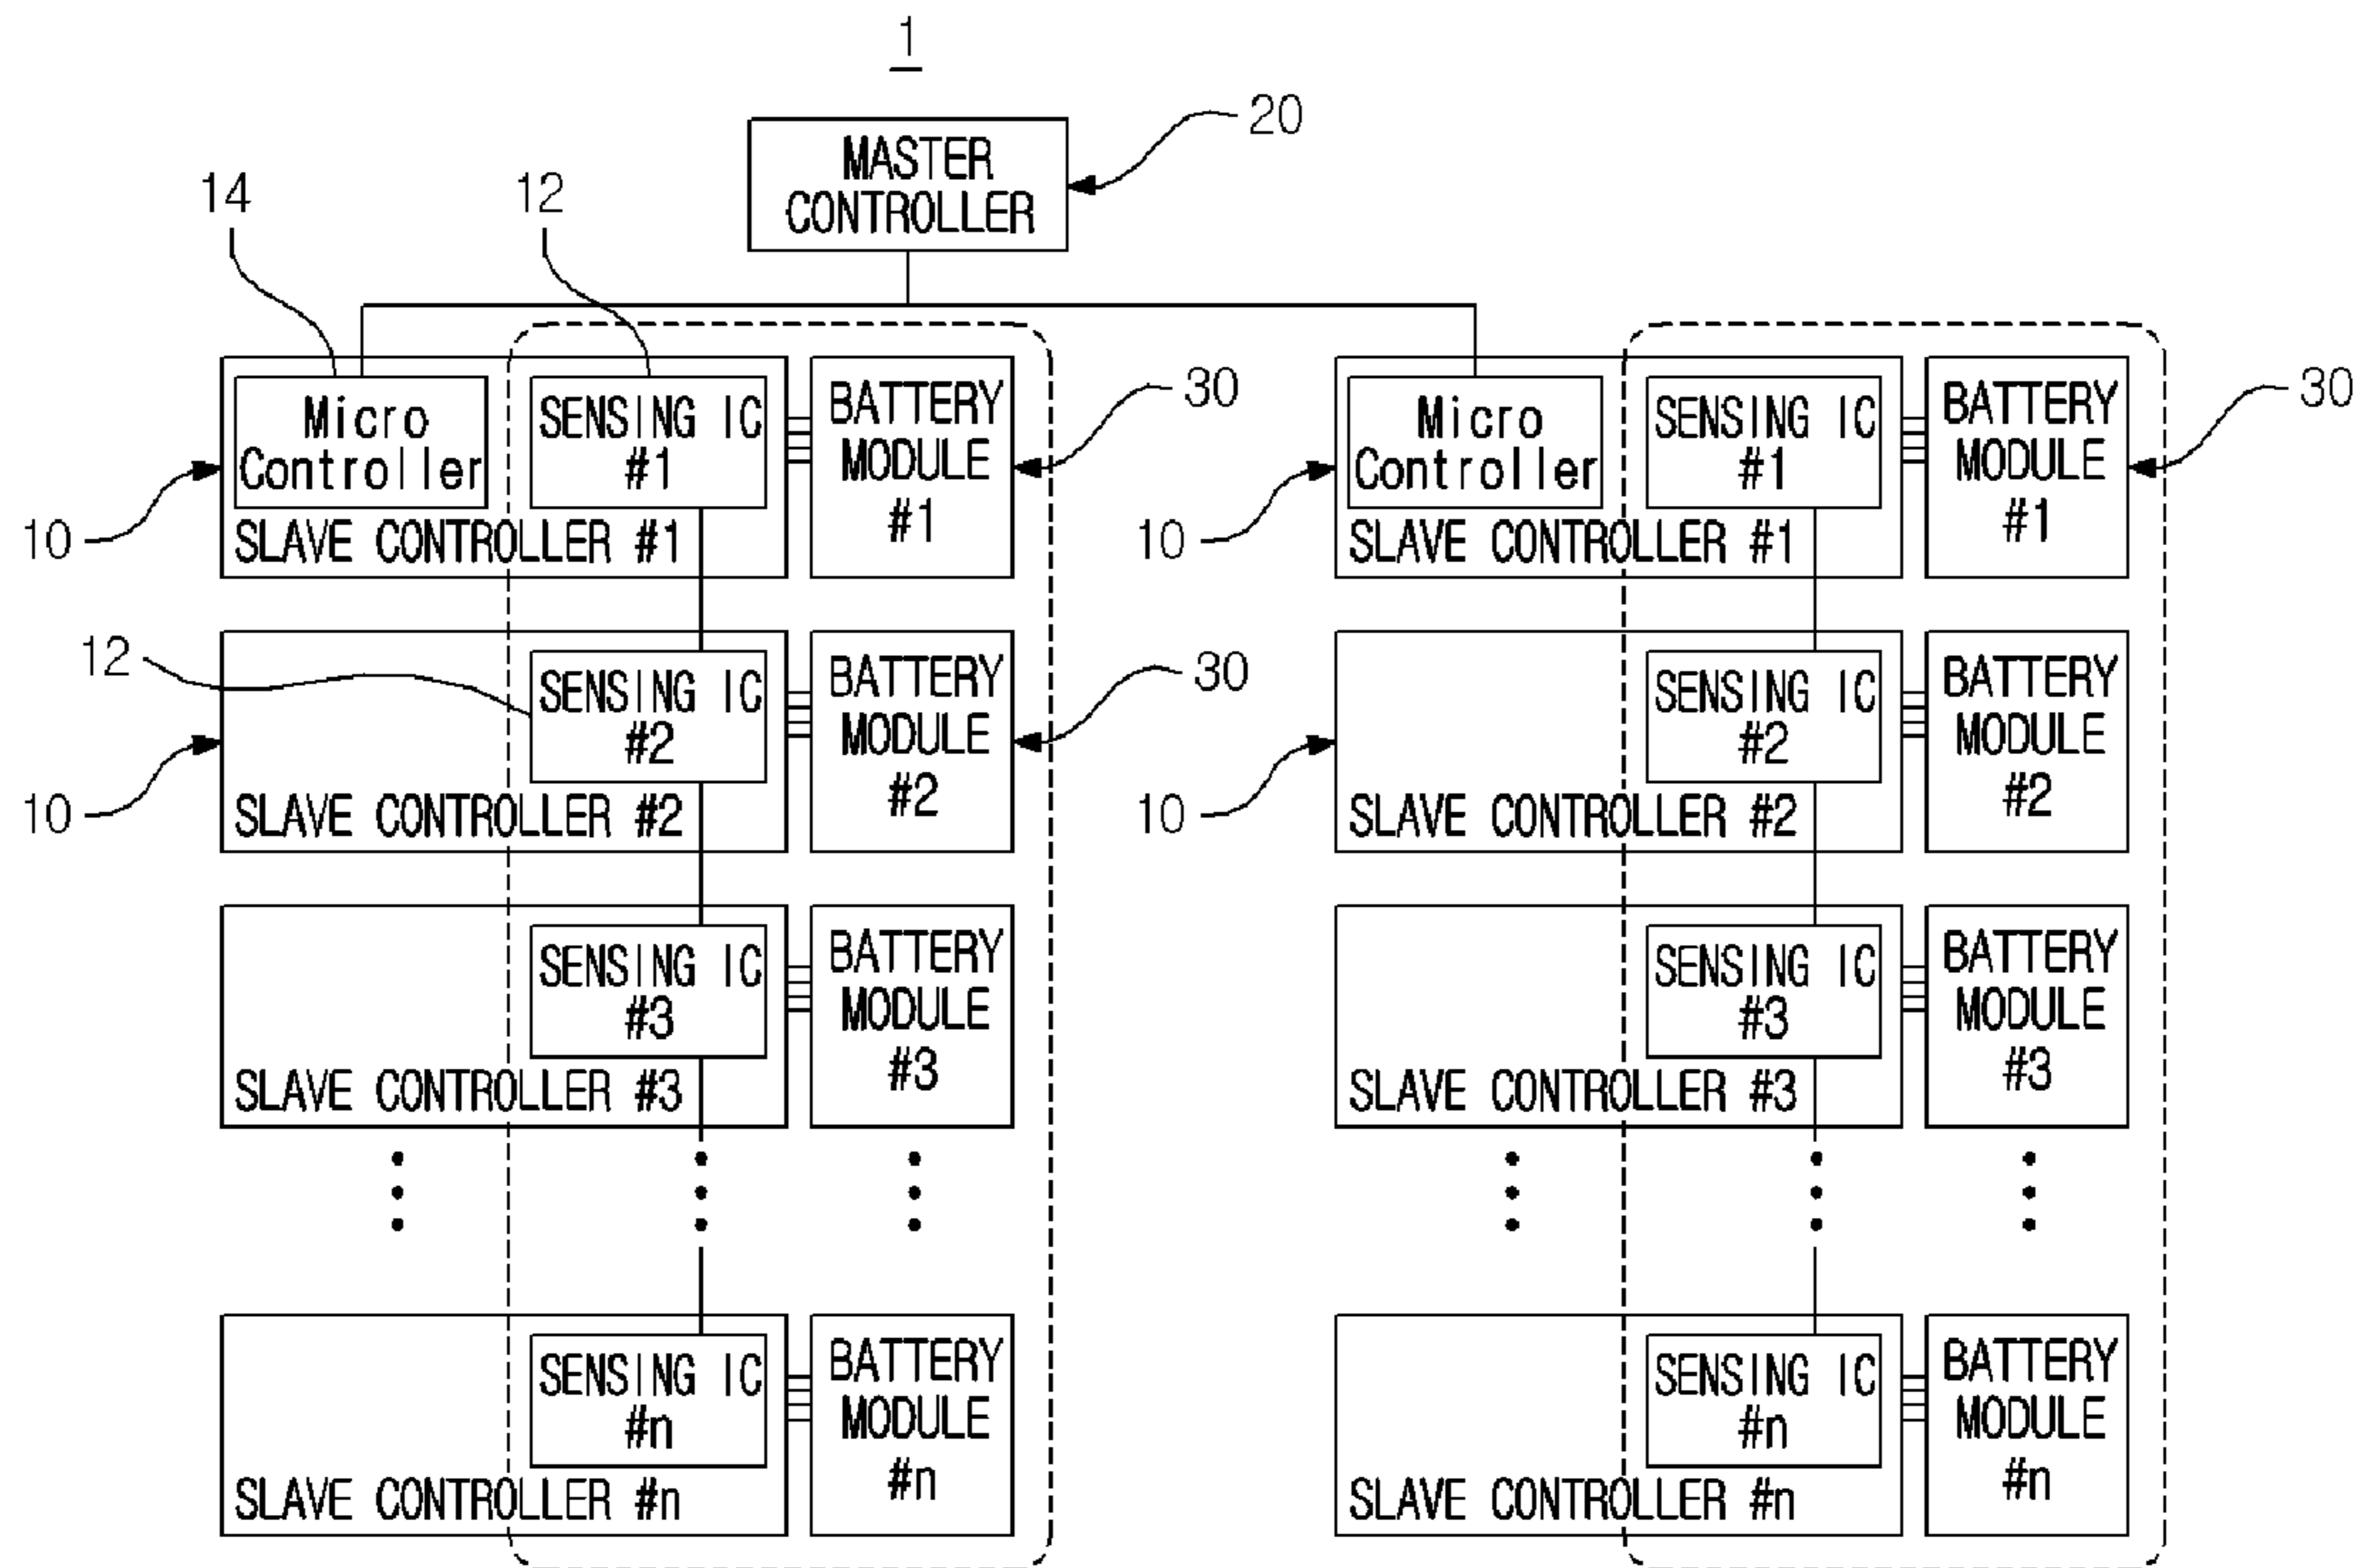 1
20
MASTER
CONTROLLER
14
12
Micro
Controller
SENSING IC
#1
BATTERY
MODULE
#1
30
10
SLAVE CONTROLLER #1
12
SENSING IC
#2
BATTERY
MODULE
#2
30
10
SLAVE CONTROLLER #2
SENSING IC
#3
BATTERY
MODULE
#3
SLAVE CONTROLLER #3
SENSING IC
#n
BATTERY
MODULE
#n
SLAVE CONTROLLER #n
Micro
Controller
SENSING IC
#1
BATTERY
MODULE
#1
30
10
SLAVE CONTROLLER #1
SENSING IC
#2
BATTERY
MODULE
#2
10
SLAVE CONTROLLER #2
SENSING IC
#3
BATTERY
MODULE
#3
SLAVE CONTROLLER #3
SENSING IC
#n
BATTERY
MODULE
#n
SLAVE CONTROLLER #n